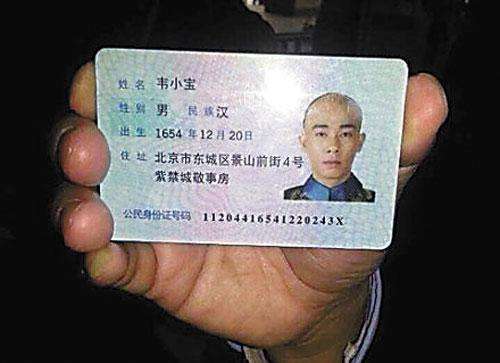 姓名 韦小宝
性别 男 民族 汉
出生 1654 年 12 月 20 日
住址 北京市东城区景山前街4号
紫禁城敬事房
公民身份证号码 11204416541220243X